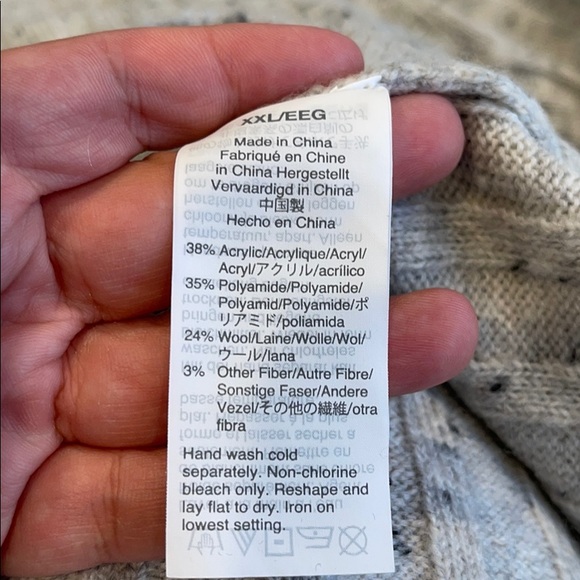 XXL/EEG
Made in China
Fabriqué en Chine
in China Hergestellt
Vervaardigd in China
中国製
Hecho en China
38% Acrylic/Acrylique/Acryl/
Acryl/アクリル/acrílico
35% Polyamide/Polyamide/
Polyamid/Polyamide/ポ
リアミド/poliamida
24% Wool/Laine/Wolle/Wol/
ウール/lana
3% Other Fiber/Autre Fibre/
Sonstige Faser/Andere
Vezel/その他の繊維/otra
fibra
Hand wash cold
separately. Non-chlorine
bleach only. Reshape and
lay flat to dry. Iron on
lowest setting.